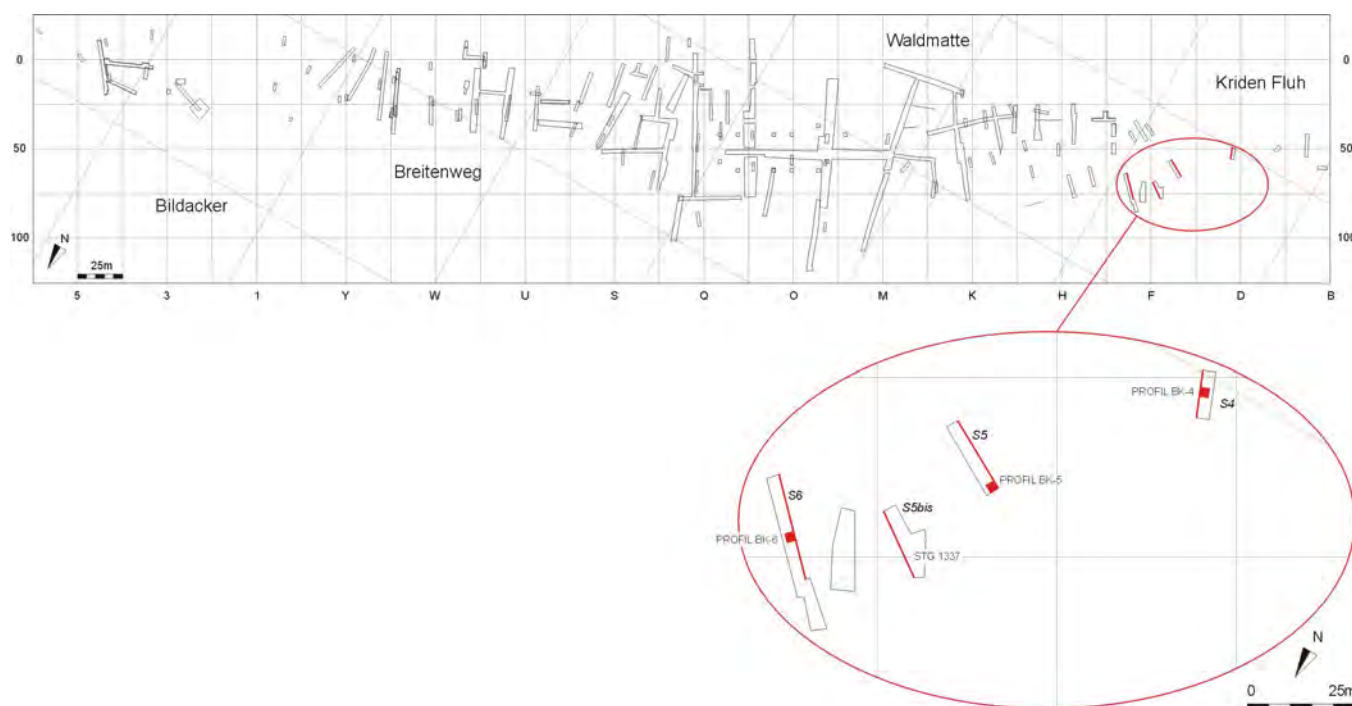 Waldmatte
Kriden Fluh
0
0
50
50
Breitenweg
Bildacker
100
100
N
25m
5
3
1
Y
W
U
S
Q
O
M
K
H
F
D
B
PROFIL BK-4
S4
S5
PROFIL BK-5
S6
S5bis
PROFIL BK-6
STG 1337
N
0
25m